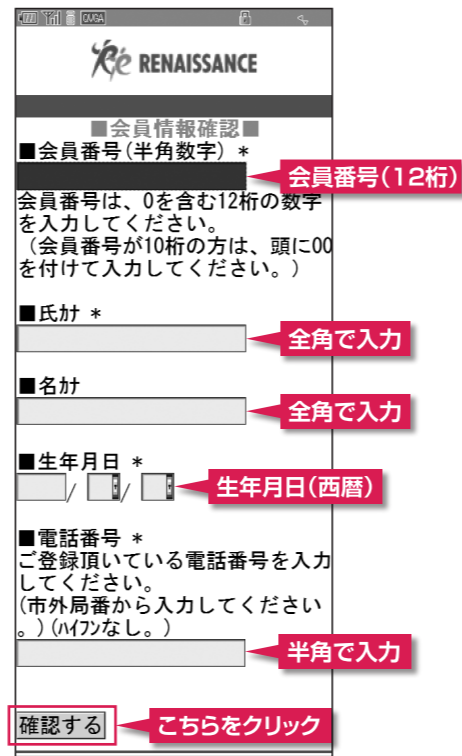 QVGA
Ré RENAISSANCE
■会員情報確認■
■会員番号(半角数字) *
会員番号(12桁)
会員番号は、0を含む12桁の数字
を入力してください。
(会員番号が10桁の方は、頭に00
を付けて入力してください。)
■氏ｶﾅ *
全角で入力
■名ｶﾅ
全角で入力
■生年月日 *
/ /
生年月日(西暦)
■電話番号 *
ご登録頂いている電話番号を入力
してください。
(市外局番から入力してください
。)(ﾊｲﾌﾝなし。)
半角で入力
確認する
こちらをクリック